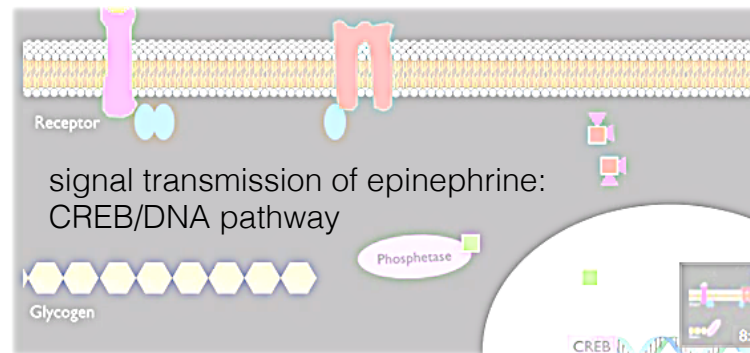 Receptor
signal transmission of epinephrine:
CREB/DNA pathway
Phosphetase
Glycogen
CREB